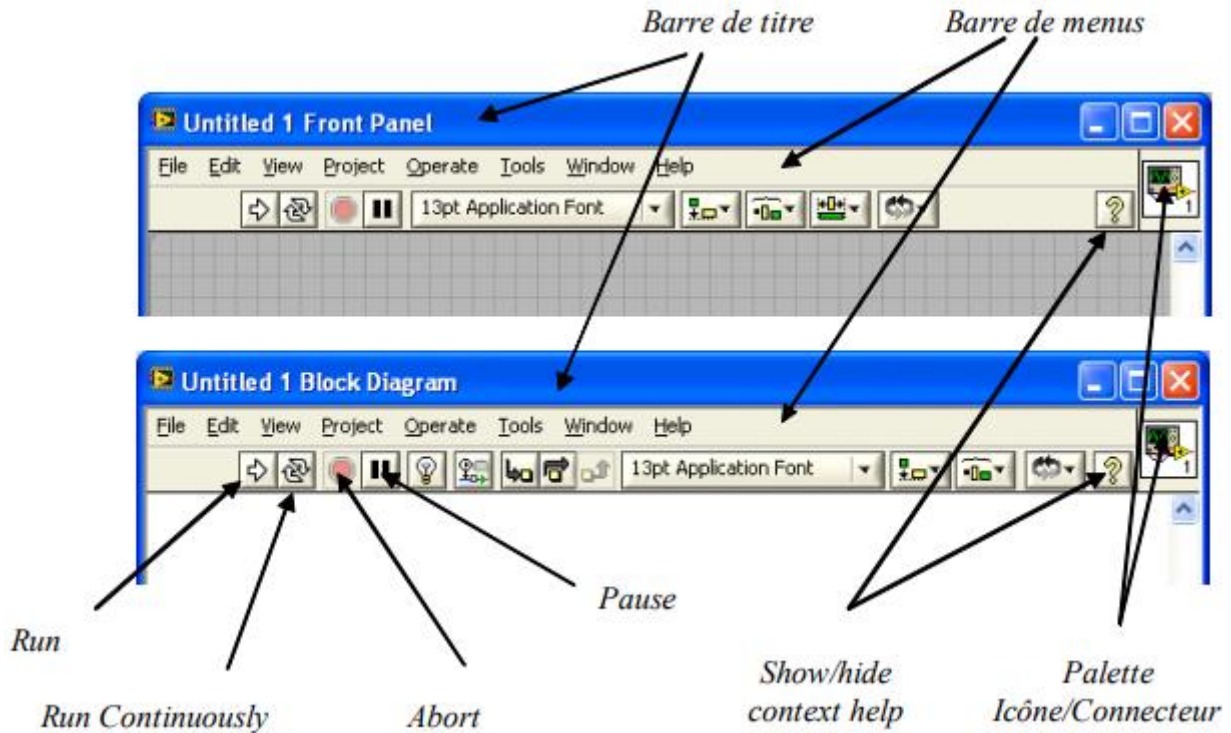 Barre de titre
Barre de menus
Untitled 1 Front Panel
File Edit View Project Operate Tools Window Help
13pt Application Font
?
1
Untitled 1 Block Diagram
File Edit View Project Operate Tools Window Help
13pt Application Font
?
1
Pause
Run
Show/hide
context help
Palette
Icône/Connecteur
Run Continuously
Abort